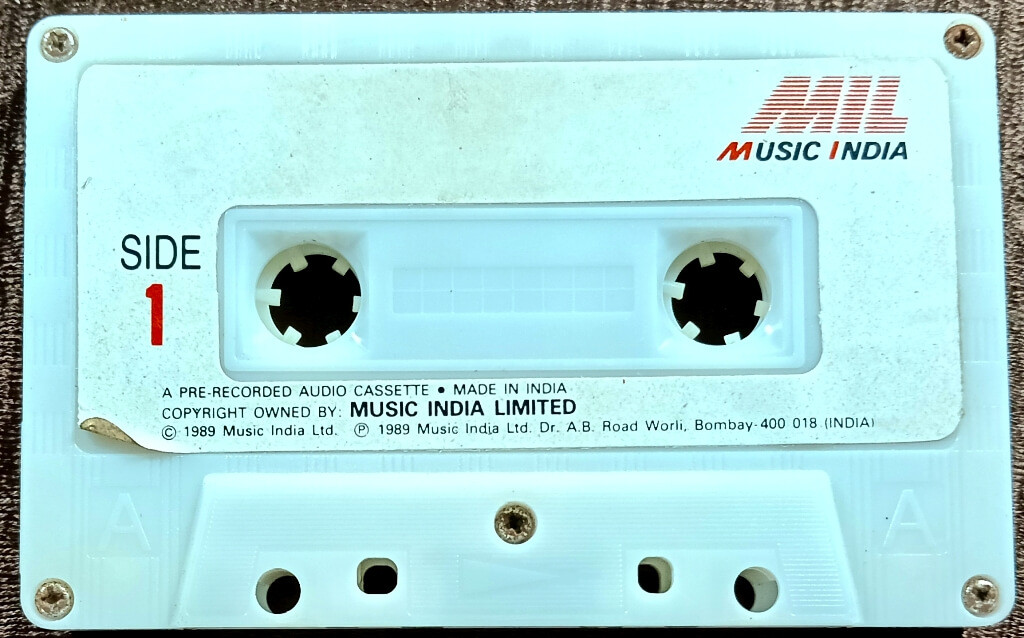 MIL
MUSIC INDIA
SIDE
1
A PRE-RECORDED AUDIO CASSETTE • MADE IN INDIA
COPYRIGHT OWNED BY: MUSIC INDIA LIMITED
© 1989 Music India Ltd. ℗ 1989 Music India Ltd. Dr. A.B. Road Worli, Bombay-400 018 (INDIA)
A A